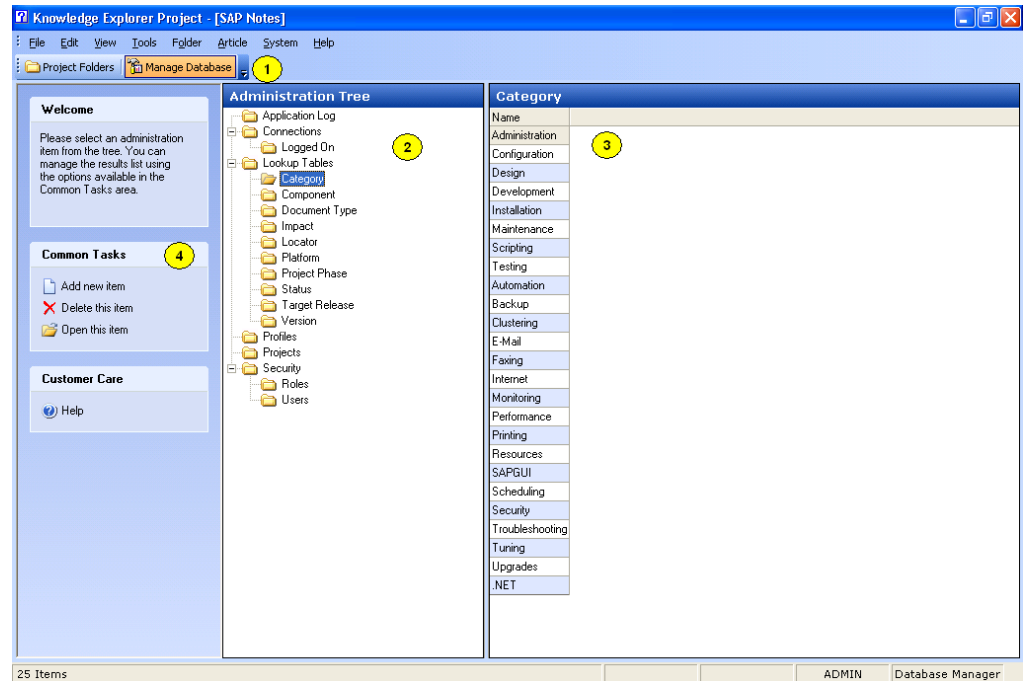 Knowledge Explorer Project - [SAP Notes]
File Edit View Tools Folder Article System Help
Project Folders Manage Database 1
Welcome
Please select an administration
item from the tree. You can
manage the results list using
the options available in the
Common Tasks area.
Common Tasks 4
Add new item
Delete this item
Open this item
Customer Care
Help
Administration Tree
2
Application Log
Connections
Logged On
Lookup Tables
Category
Component
Document Type
Impact
Locator
Platform
Project Phase
Status
Target Release
Version
Profiles
Projects
Security
Roles
Users
Category
3
Name
Administration
Configuration
Design
Development
Installation
Maintenance
Scripting
Testing
Automation
Backup
Clustering
E-Mail
Faxing
Internet
Monitoring
Performance
Printing
Resources
SAPGUI
Scheduling
Security
Troubleshooting
Tuning
Upgrades
.NET
25 Items ADMIN Database Manager